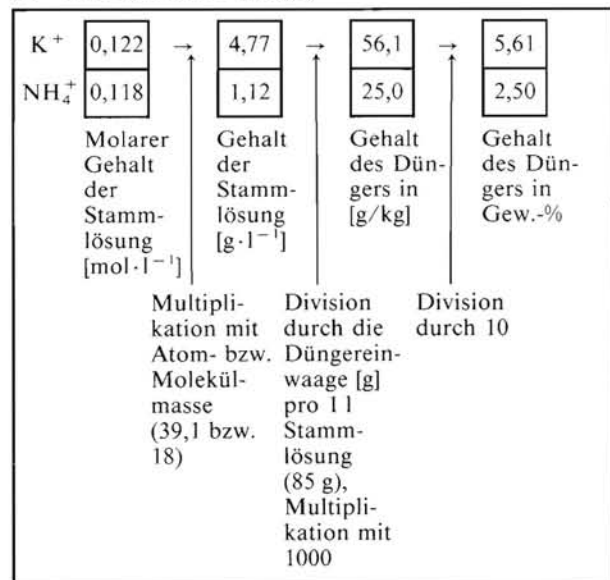 K⁺ 0,122 → 4,77 → 56,1 → 5,61
NH₄⁺ 0,118 1,12 25,0 2,50
Molarer Gehalt Gehalt Gehalt
Gehalt der des Dün- des Dün-
der Stamm- gers in gers in
Stamm- lösung [g/kg] Gew.-%
lösung [g·l⁻¹]
[mol·l⁻¹]
Multipli- Division Division
kation mit durch die durch 10
Atom- bzw. Düngerein-
Molekül- waage [g]
masse pro 1 l
(39,1 bzw. Stamm-
18) lösung
(85 g),
Multipli-
kation mit
1000